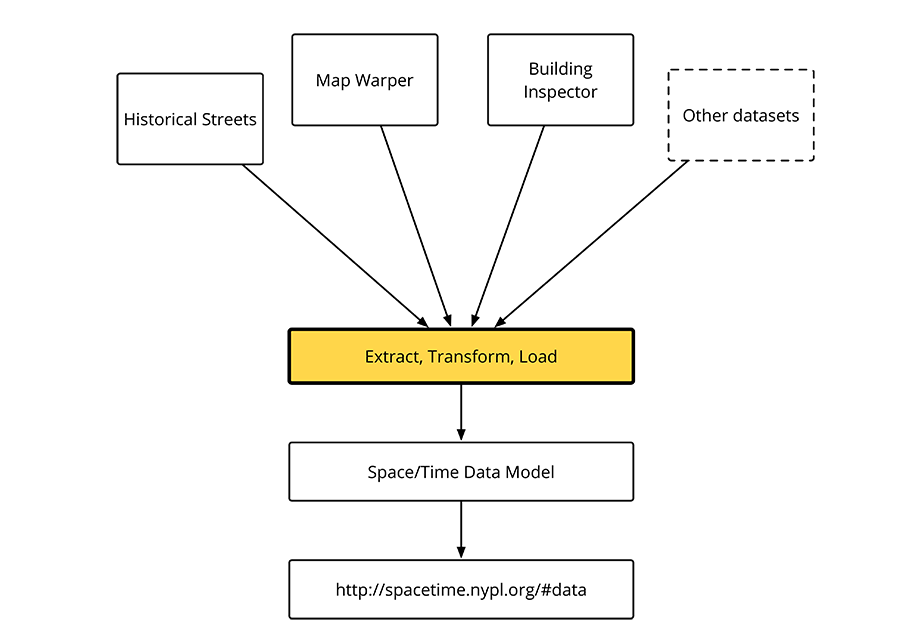 Historical Streets
Map Warper
Building
Inspector
Other datasets
Extract, Transform, Load
Space/Time Data Model
http://spacetime.nypl.org/#data